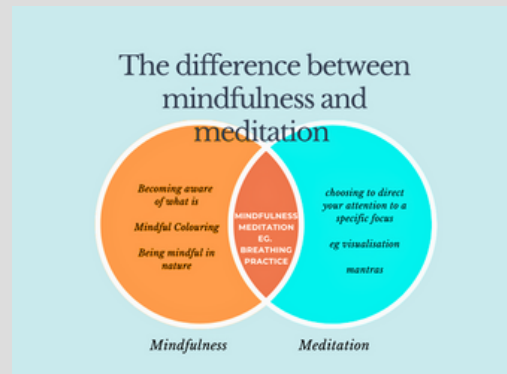 The difference between
mindfulness and
meditation
Becoming aware
of what is
Mindful Colouring
Being mindful in
nature
MINDFULNESS
MEDITATION
EG.
BREATHING
PRACTICE
choosing to direct
your attention to a
specific focus
eg visualisation
mantras
Mindfulness
Meditation